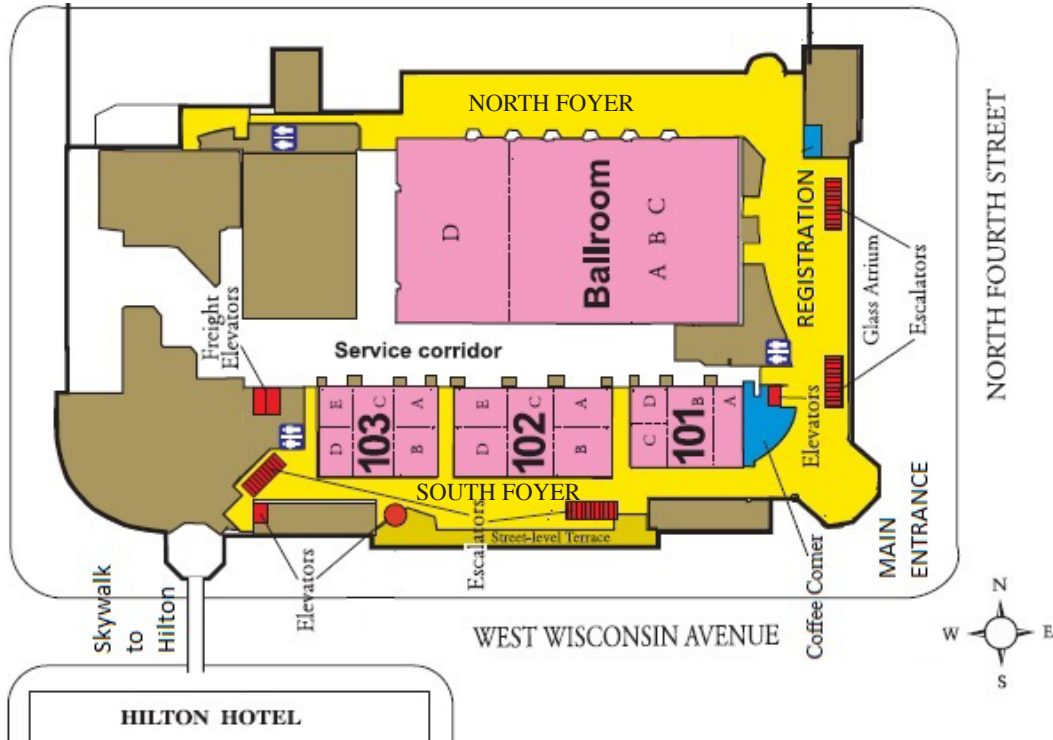 NORTH FOYER
NORTH FOURTH STREET
D
Ballroom
A B C
REGISTRATION
Glass Atrium
Escalators
Freight
Elevators
Service corridor
E
D
103
C
A
B
E
D
102
C
A
B
D
C
101
B
A
SOUTH FOYER
Street-level Terrace
Escalators
Elevators
Elevators
Coffee Corner
MAIN
ENTRANCE
Skywalk
to
Hilton
WEST WISCONSIN AVENUE
N
W
E
S
HILTON HOTEL